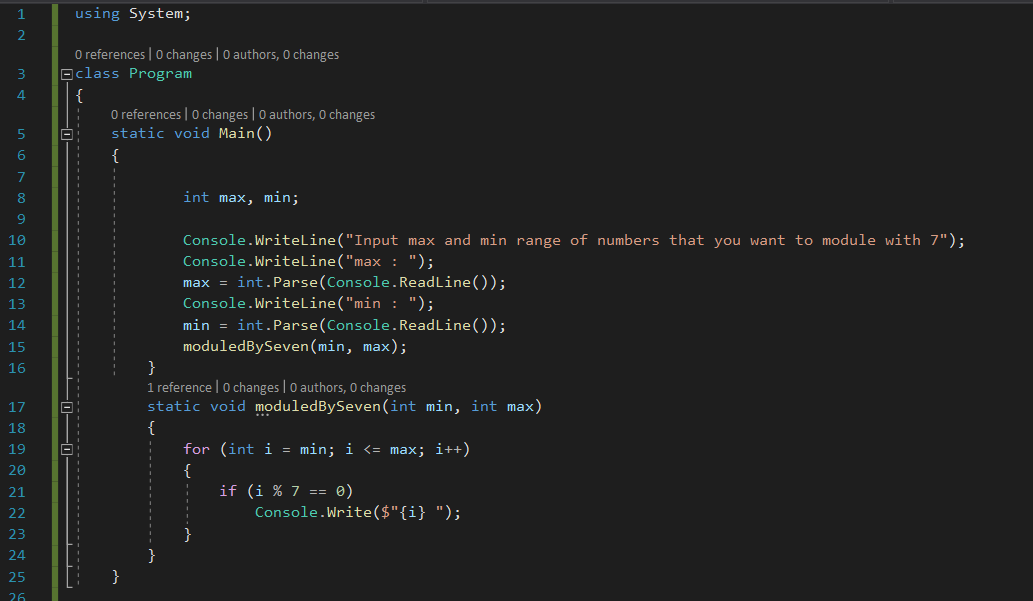 1 using System;
2
0 references | 0 changes | 0 authors, 0 changes
3 class Program
4 {
0 references | 0 changes | 0 authors, 0 changes
5 static void Main()
6 {
7
8 int max, min;
9
10 Console.WriteLine("Input max and min range of numbers that you want to module with 7");
11 Console.WriteLine("max : ");
12 max = int.Parse(Console.ReadLine());
13 Console.WriteLine("min : ");
14 min = int.Parse(Console.ReadLine());
15 moduledBySeven(min, max);
16 }
1 reference | 0 changes | 0 authors, 0 changes
17 static void moduledBySeven(int min, int max)
18 {
19 for (int i = min; i <= max; i++)
20 {
21 if (i % 7 == 0)
22 Console.Write($"{i} ");
23 }
24 }
25 }
26